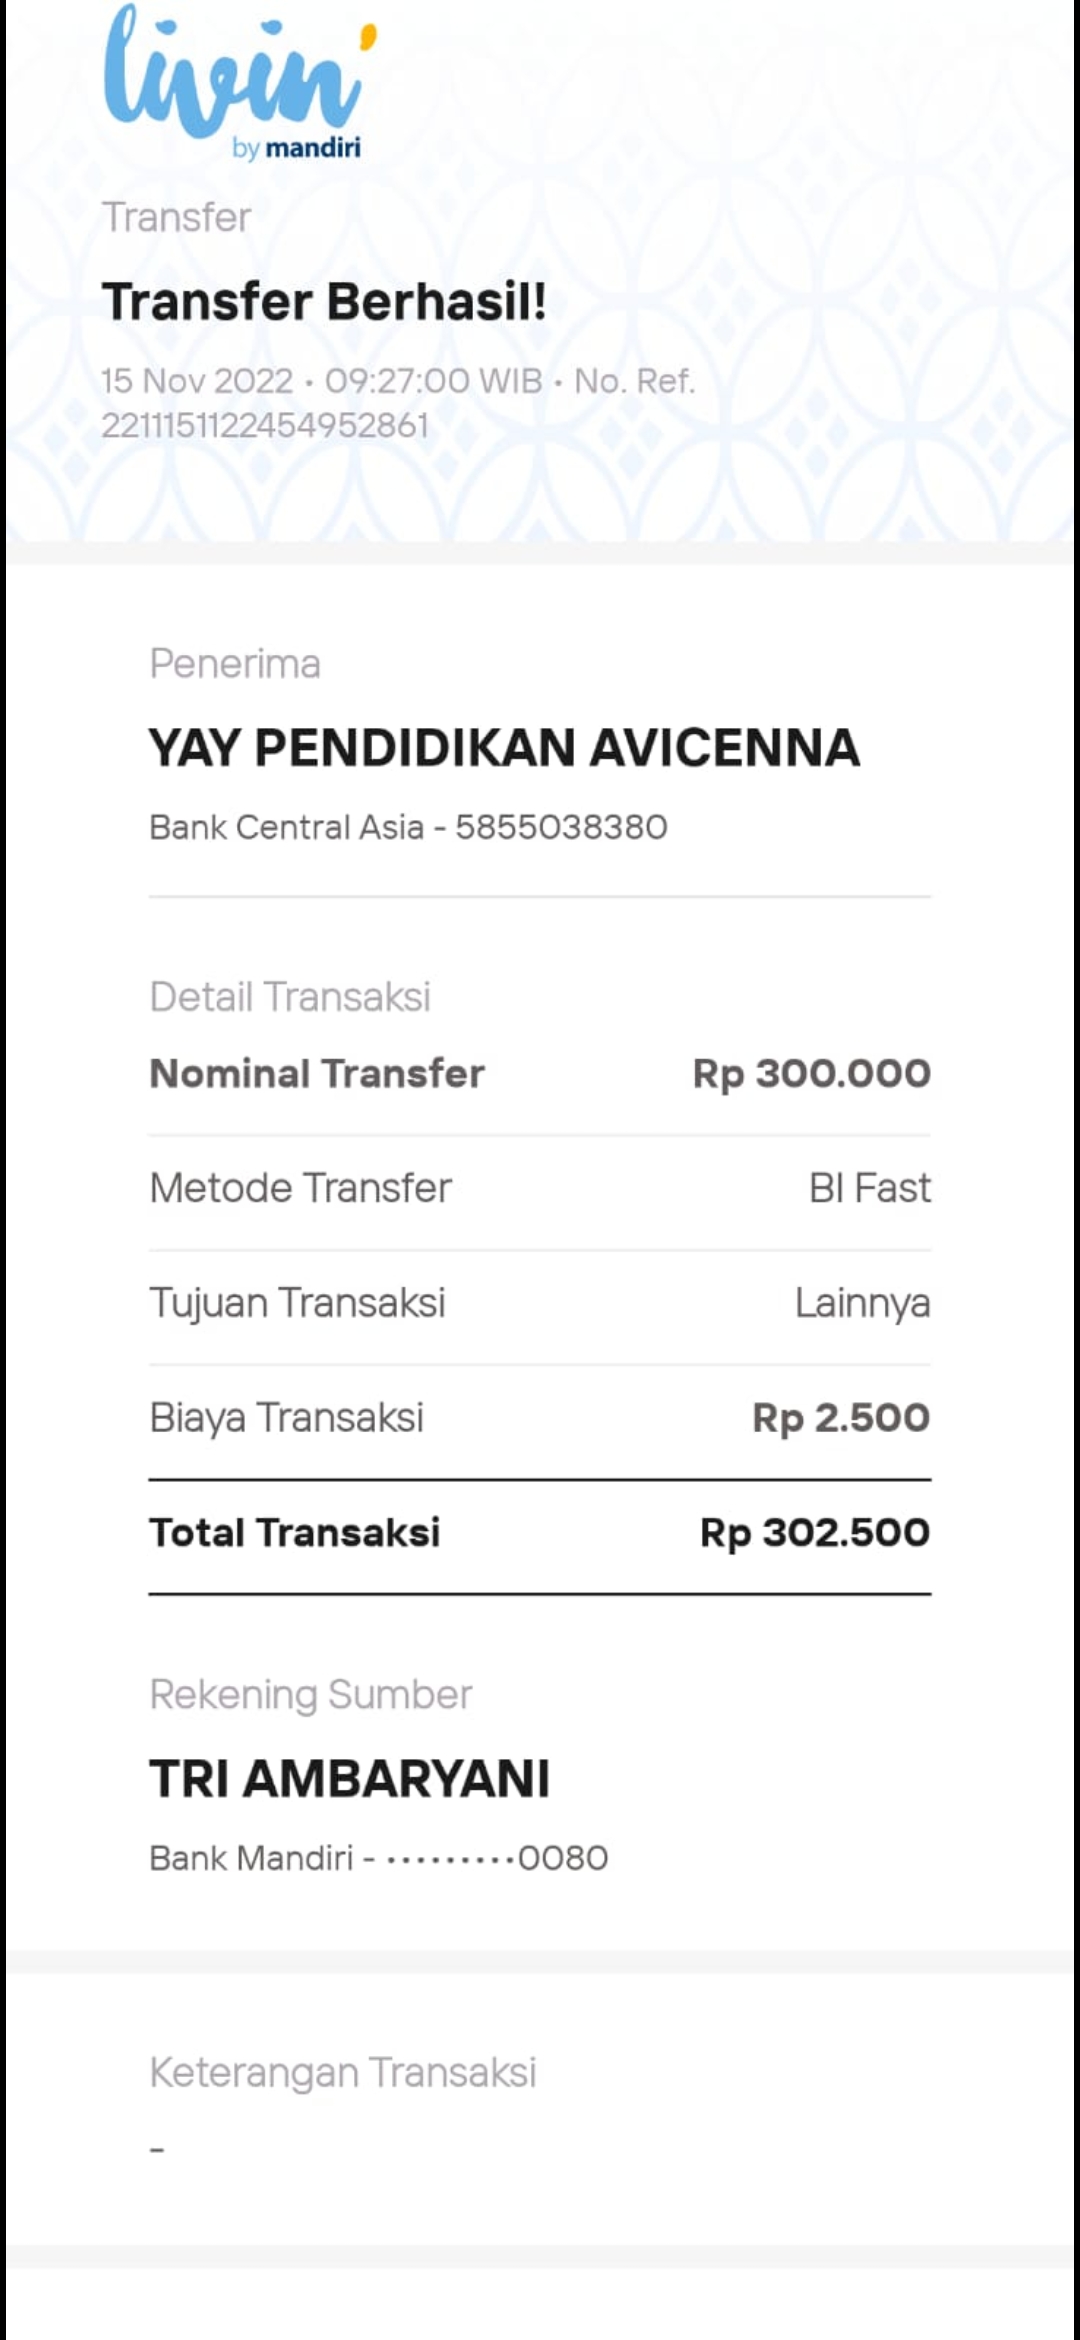 livin'
by mandiri
Transfer
Transfer Berhasil!
15 Nov 2022 • 09:27:00 WIB • No. Ref.
2211151122454952861
Penerima
YAY PENDIDIKAN AVICENNA
Bank Central Asia - 5855038380
Detail Transaksi
Nominal Transfer Rp 300.000
Metode Transfer BI Fast
Tujuan Transaksi Lainnya
Biaya Transaksi Rp 2.500
Total Transaksi Rp 302.500
Rekening Sumber
TRI AMBARYANI
Bank Mandiri - •••••••••0080
Keterangan Transaksi
-